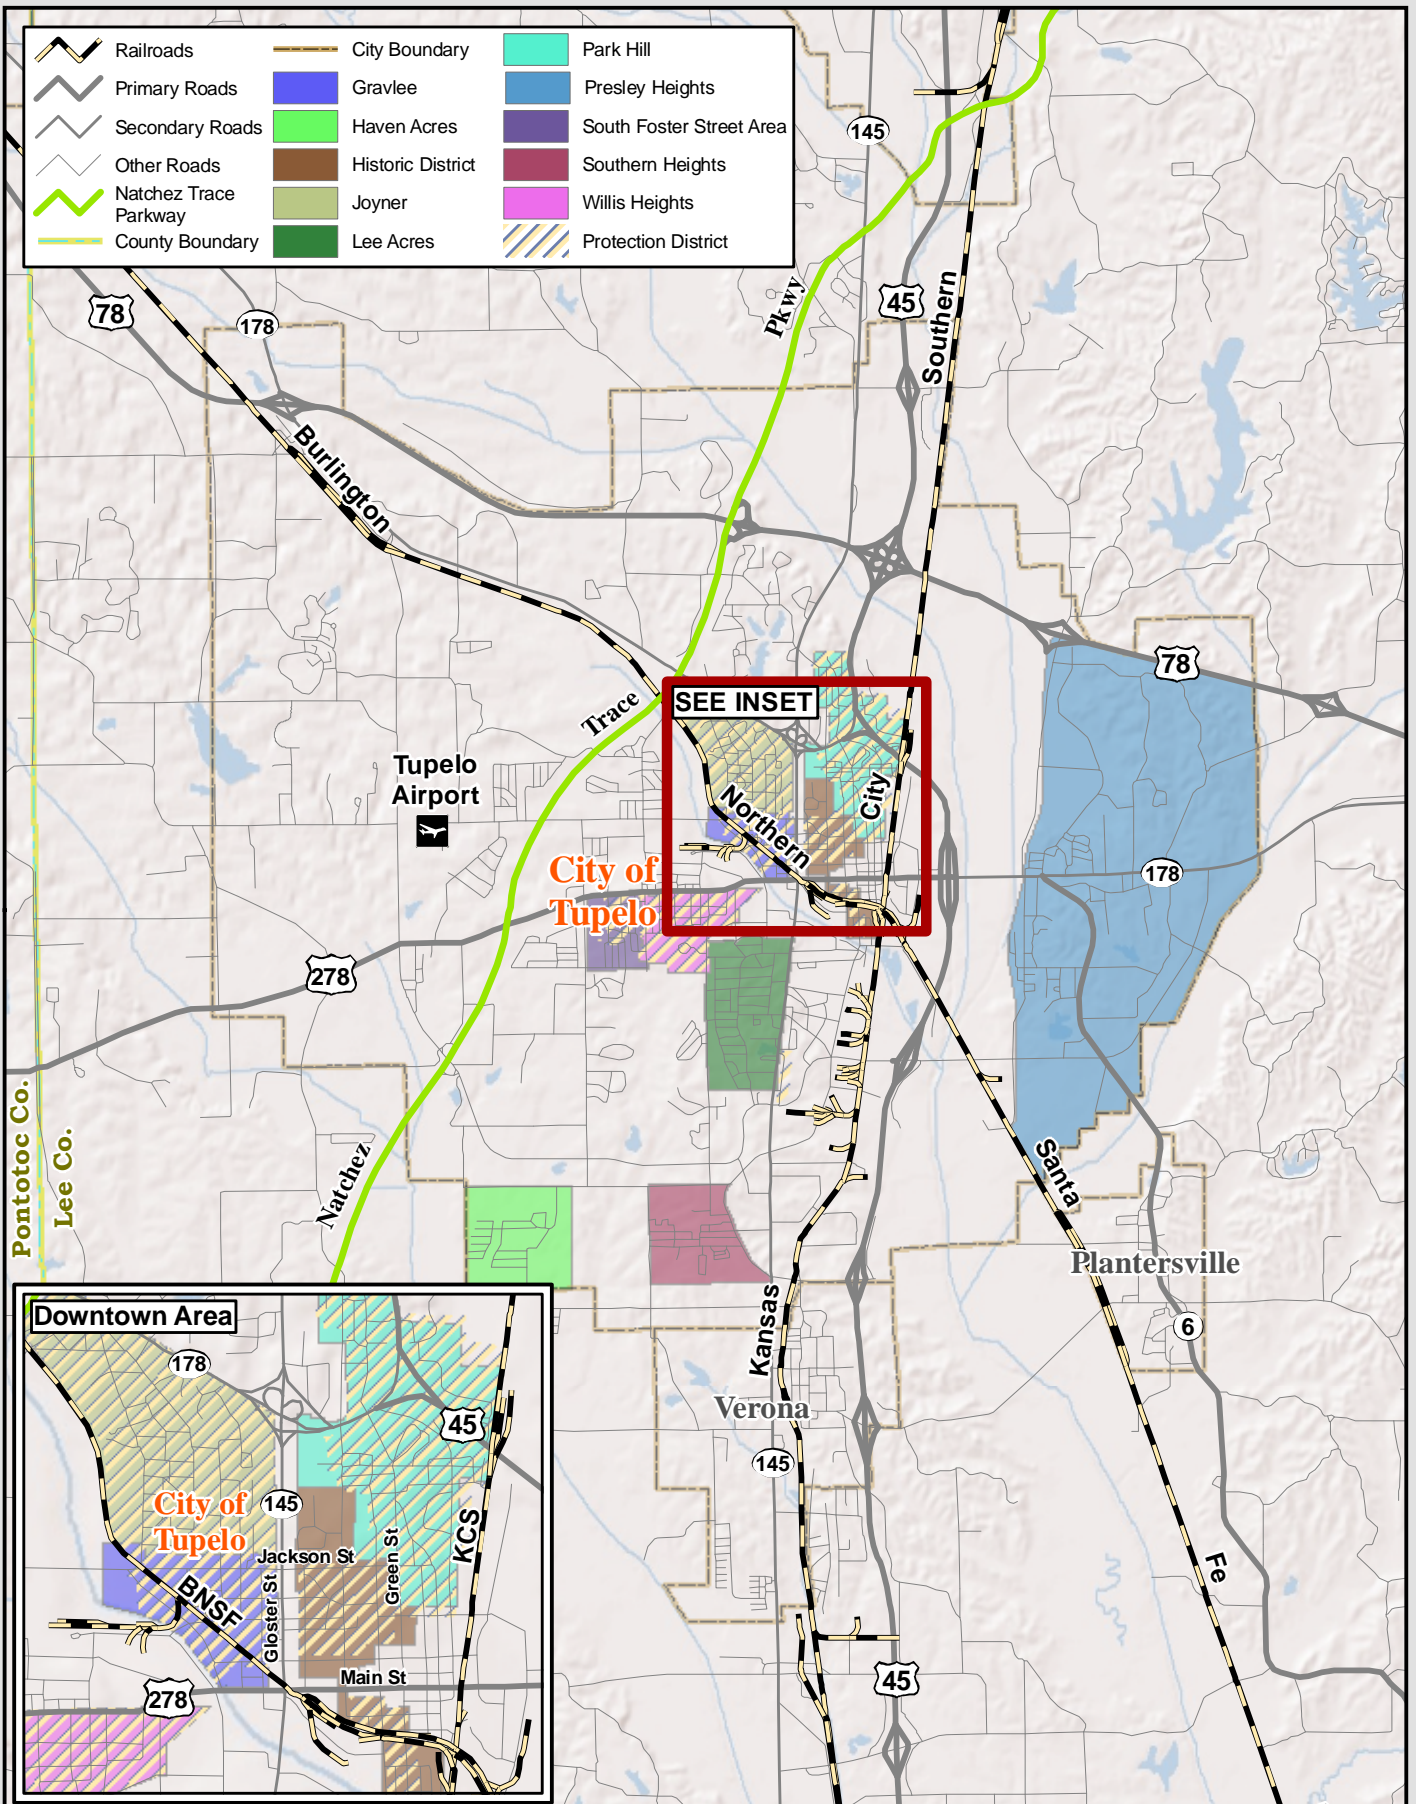 Railroads
Primary Roads
Secondary Roads
Other Roads
Natchez Trace
Parkway
County Boundary
City Boundary
Gravlee
Haven Acres
Historic District
Joyner
Lee Acres
Park Hill
Presley Heights
South Foster Street Area
Southern Heights
Willis Heights
Protection District
145
78
178
Pkwy
45
Southern
Burlington
78
SEE INSET
Trace
Tupelo
Airport
Northern
City
City of
Tupelo
178
278
Pontotoc Co.
Lee Co.
Natchez
Santa
Plantersville
6
Kansas
Verona
145
Fe
45
Downtown Area
178
45
City of
Tupelo
145
Jackson St
Green St
KCS
BNSF
Gloster St
Main St
278